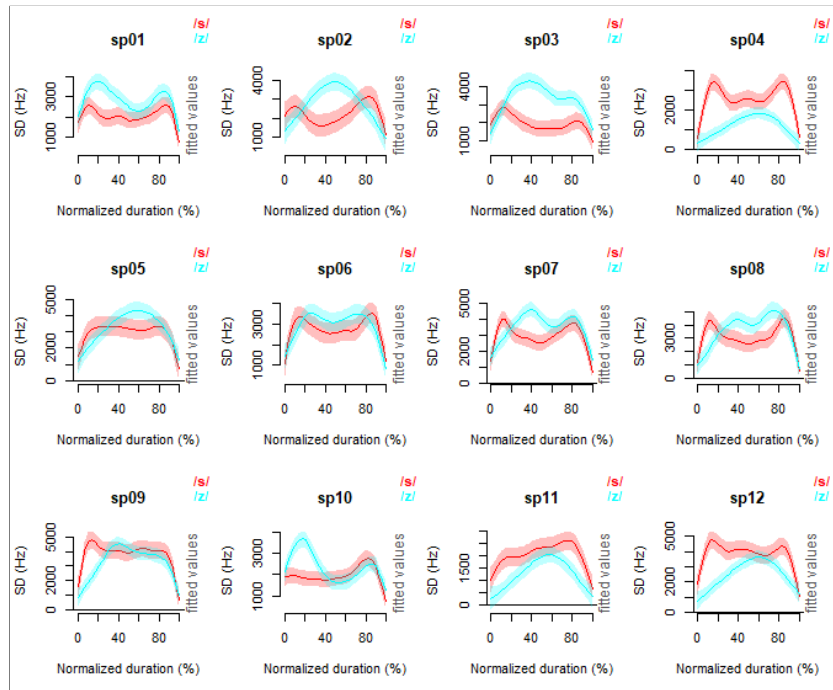 sp01 /s/ /z/
SD (Hz)
1000 3000
fitted values
0 40 80
Normalized duration (%)
sp02 /s/ /z/
SD (Hz)
1000 4000
fitted values
0 40 80
Normalized duration (%)
sp03 /s/ /z/
SD (Hz)
1000 4000
fitted values
0 40 80
Normalized duration (%)
sp04 /s/ /z/
SD (Hz)
0 2000
fitted values
0 40 80
Normalized duration (%)
sp05 /s/ /z/
SD (Hz)
0 2000 5000
fitted values
0 40 80
Normalized duration (%)
sp06 /s/ /z/
SD (Hz)
1000 3000
fitted values
0 40 80
Normalized duration (%)
sp07 /s/ /z/
SD (Hz)
0 2000 5000
fitted values
0 40 80
Normalized duration (%)
sp08 /s/ /z/
SD (Hz)
0 2000 5000
fitted values
0 40 80
Normalized duration (%)
sp09 /s/ /z/
SD (Hz)
0 2000 5000
fitted values
0 40 80
Normalized duration (%)
sp10 /s/ /z/
SD (Hz)
1000 3000
fitted values
0 40 80
Normalized duration (%)
sp11 /s/ /z/
SD (Hz)
0 1500
fitted values
0 40 80
Normalized duration (%)
sp12 /s/ /z/
SD (Hz)
0 2000 5000
fitted values
0 40 80
Normalized duration (%)